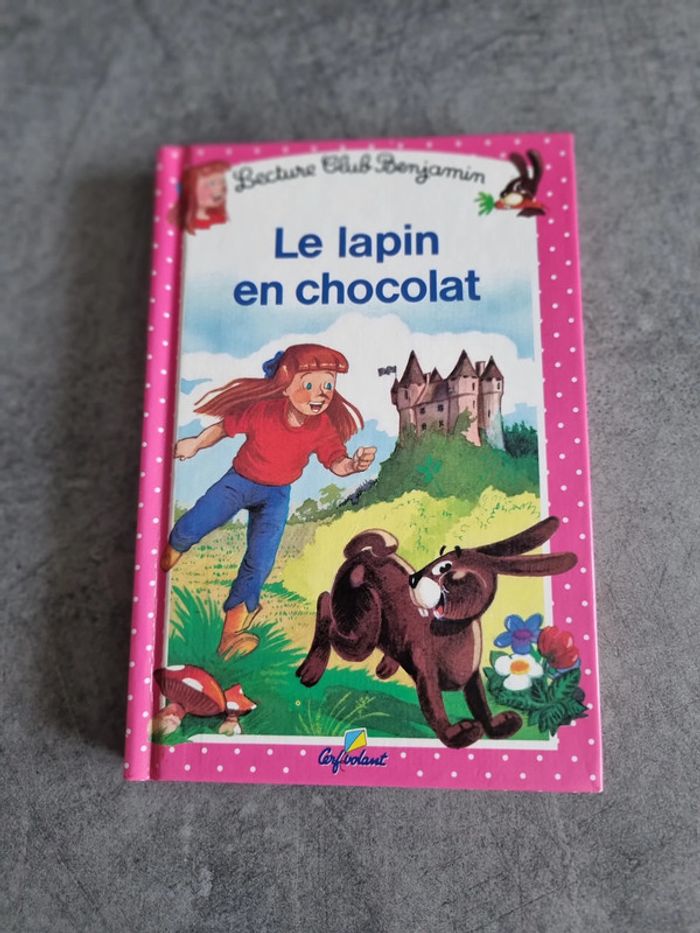 Lecture Club Benjamin
Le lapin
en chocolat
Cerf volant